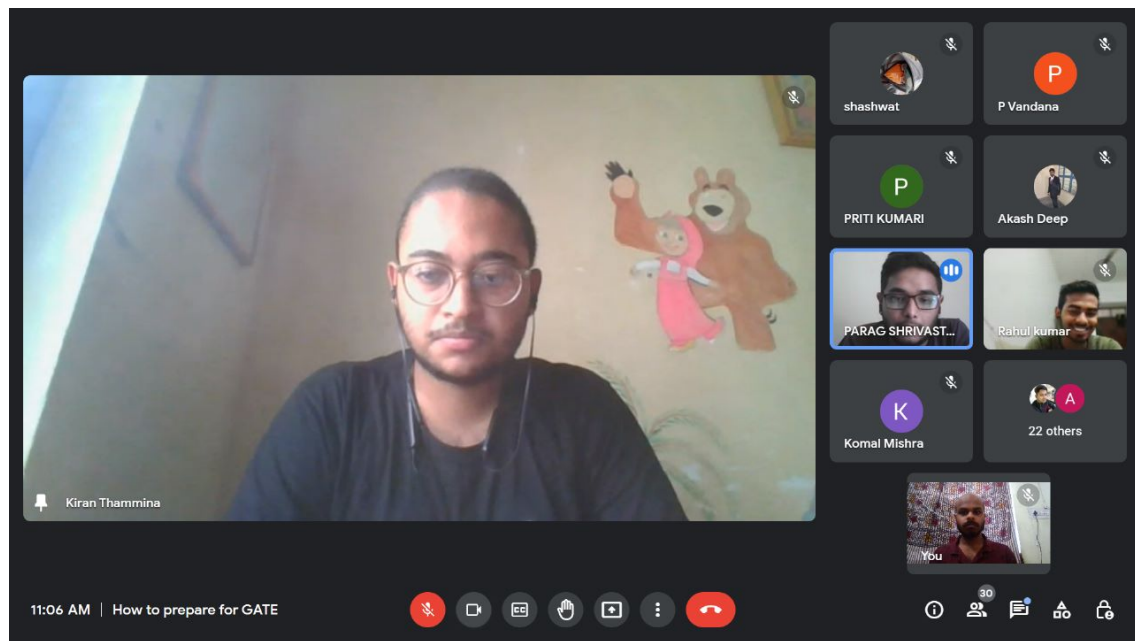 shashwat
P
P Vandana
P
PRITI KUMARI
Akash Deep
PARAG SHRIVAST...
Rahul kumar
K
Komal Mishra
A
22 others
Kiran Thammina
You
11:06 AM | How to prepare for GATE
CC
30